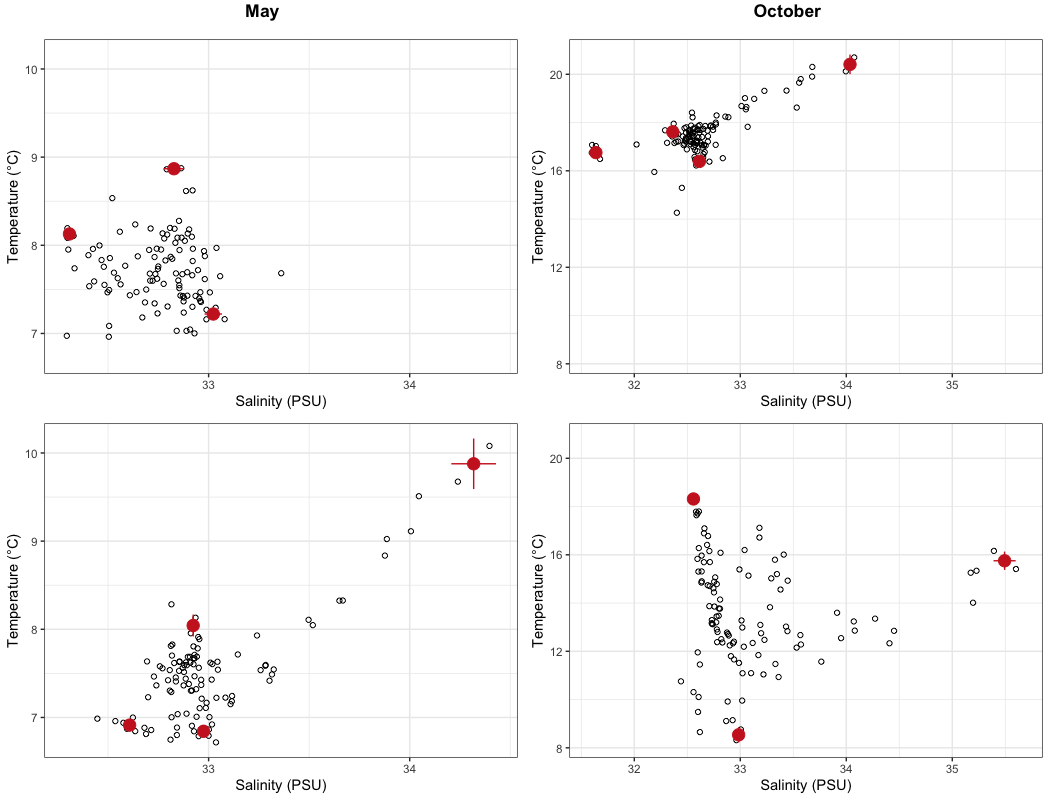 May October
10
9
8
7
Temperature (°C)
33 34
Salinity (PSU)
20
16
12
8
Temperature (°C)
32 33 34 35
Salinity (PSU)
10
9
8
7
Temperature (°C)
33 34
Salinity (PSU)
20
16
12
8
Temperature (°C)
32 33 34 35
Salinity (PSU)